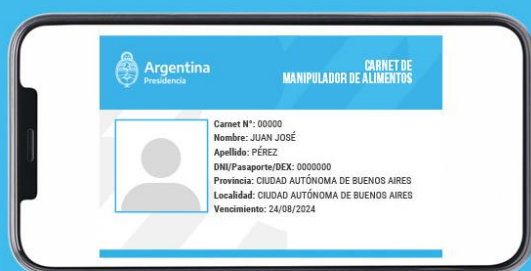 Argentina
Presidencia
CARNET DE
MANIPULADOR DE ALIMENTOS
Carnet N°: 00000
Nombre: JUAN JOSÉ
Apellido: PÉREZ
DNI/Pasaporte/DEX: 0000000
Provincia: CIUDAD AUTÓNOMA DE BUENOS AIRES
Localidad: CIUDAD AUTÓNOMA DE BUENOS AIRES
Vencimiento: 24/08/2024